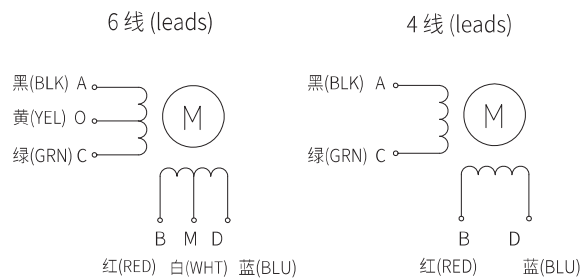 6 线 (leads)
黑(BLK) A
黄(YEL) O
绿(GRN) C
M
B M D
红(RED) 白(WHT) 蓝(BLU)
4 线 (leads)
黑(BLK) A
绿(GRN) C
M
B D
红(RED) 蓝(BLU)